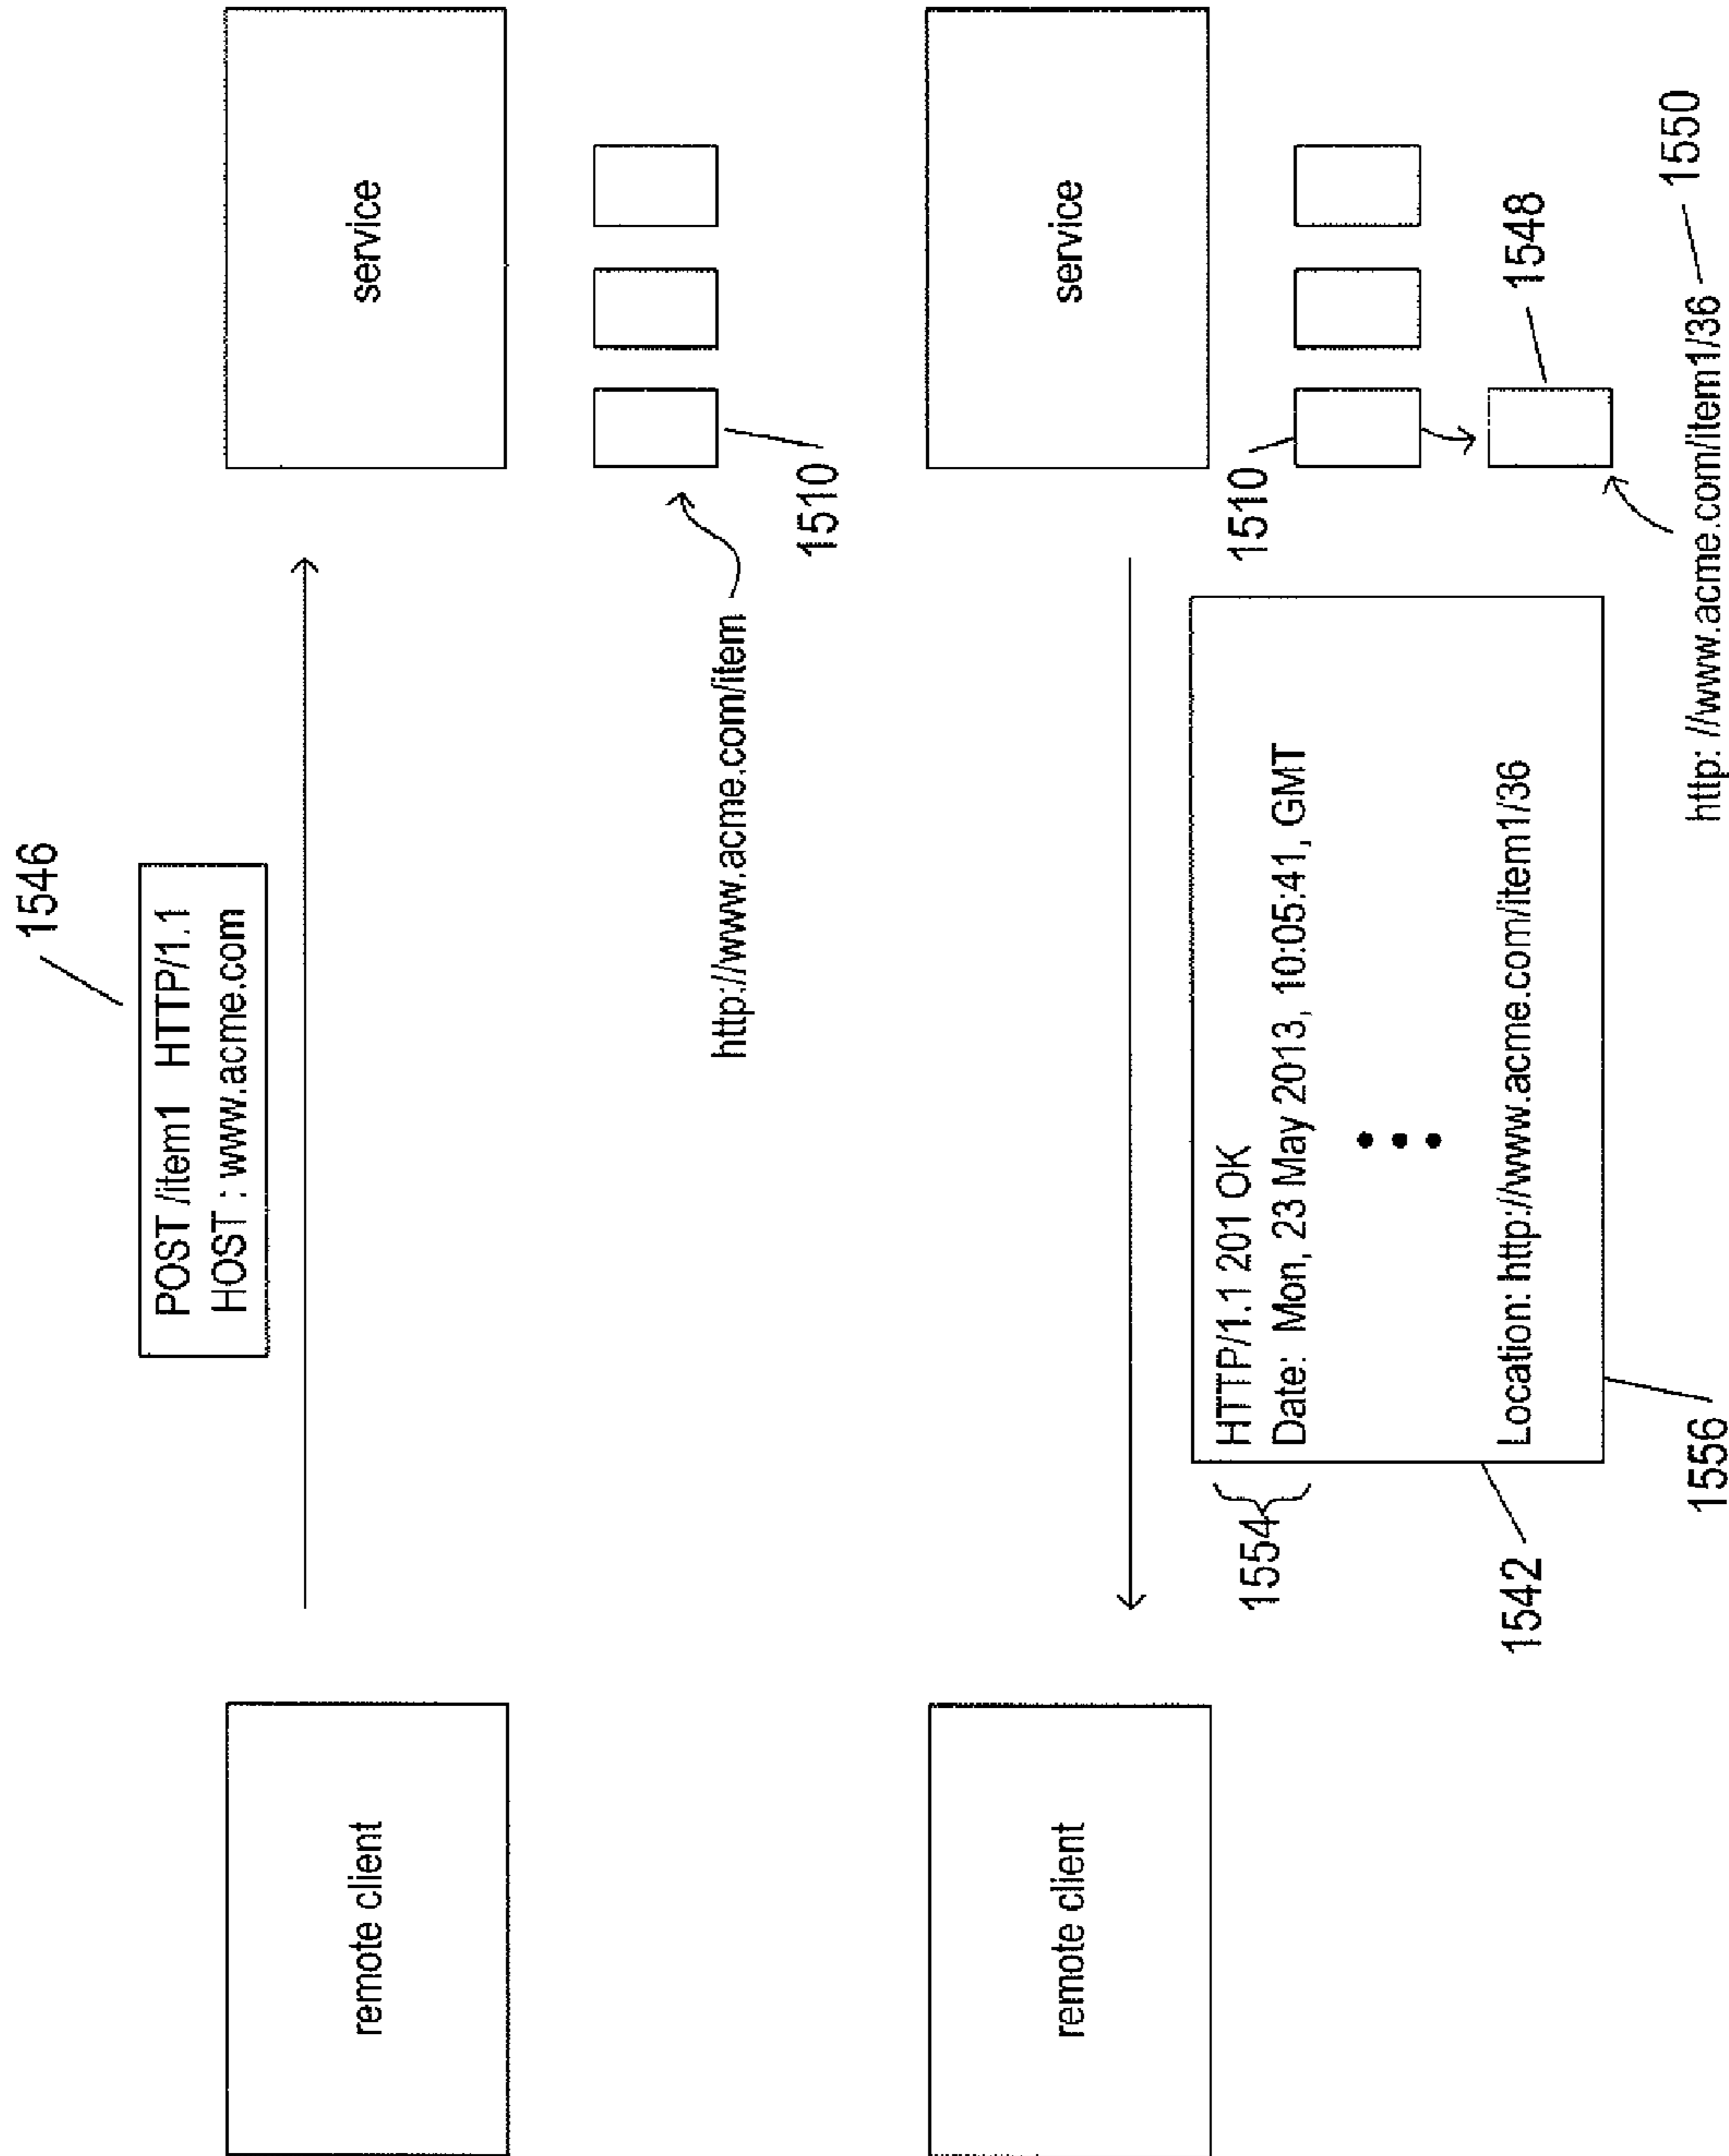 1546
POST /item1 HTTP/1.1
HOST : www.acme.com
remote client
service
http://www.acme.com/item
1510
remote client
service
1554
HTTP/1.1 201 OK
Date: Mon, 23 May 2013, 10:05:41, GMT
Location: http://www.acme.com/item1/36
1542
1556
1510
1548
http: //www.acme.com/item1/36
1550